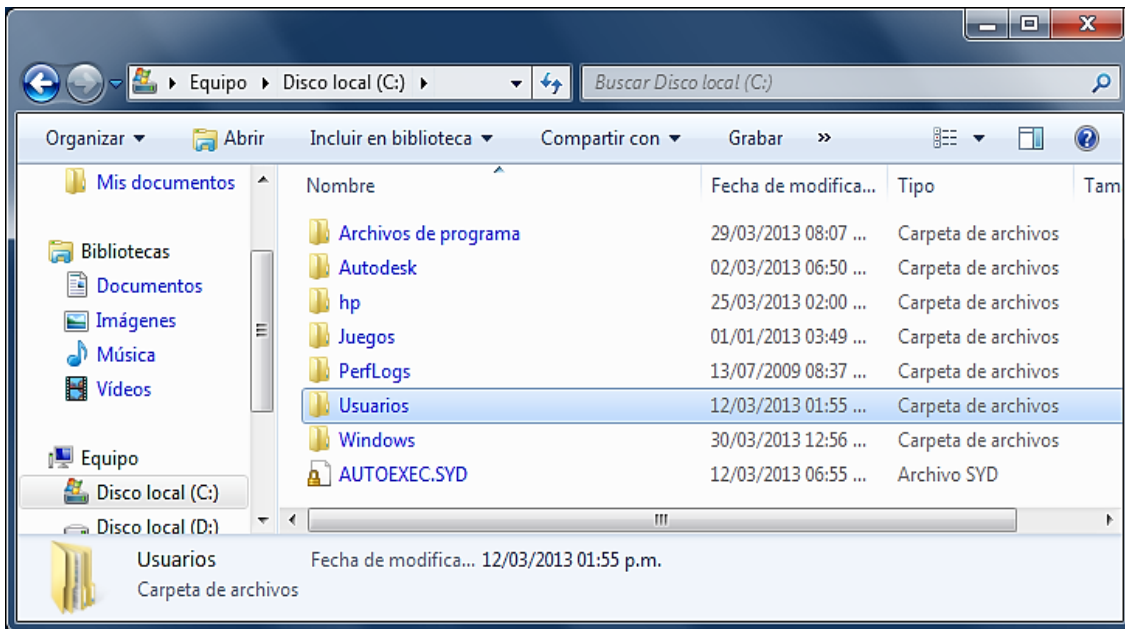 Equipo Disco local (C:) Buscar Disco local (C:)
Organizar Abrir Incluir en biblioteca Compartir con Grabar »
Mis documentos
Bibliotecas
Documentos
Imágenes
Música
Vídeos
Equipo
Disco local (C:)
Disco local (D:)
Nombre Fecha de modifica... Tipo Tam
Archivos de programa 29/03/2013 08:07 ... Carpeta de archivos
Autodesk 02/03/2013 06:50 ... Carpeta de archivos
hp 25/03/2013 02:00 ... Carpeta de archivos
Juegos 01/01/2013 03:49 ... Carpeta de archivos
PerfLogs 13/07/2009 08:37 ... Carpeta de archivos
Usuarios 12/03/2013 01:55 ... Carpeta de archivos
Windows 30/03/2013 12:56 ... Carpeta de archivos
AUTOEXEC.SYD 12/03/2013 06:55 ... Archivo SYD
Usuarios Fecha de modifica... 12/03/2013 01:55 p.m.
Carpeta de archivos